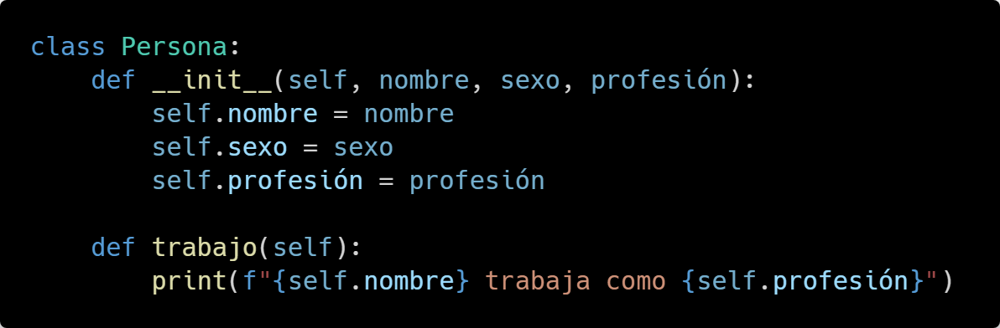 class Persona:
    def __init__(self, nombre, sexo, profesión):
        self.nombre = nombre
        self.sexo = sexo
        self.profesión = profesión

    def trabajo(self):
        print(f"{self.nombre} trabaja como {self.profesión}")